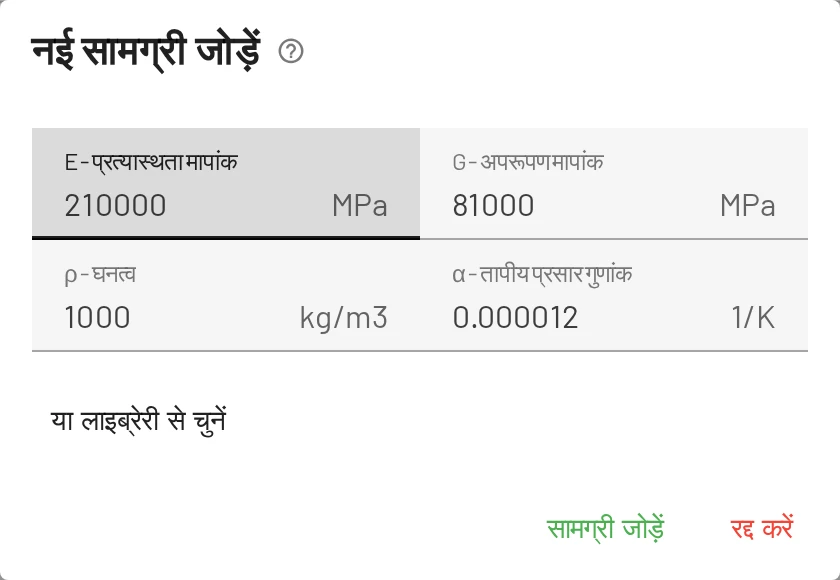 नई सामग्री जोड़ें
E - प्रत्यास्थता मापांक
210000 MPa
G - अपरूपण मापांक
81000 MPa
ρ - घनत्व
1000 kg/m3
α - तापीय प्रसार गुणांक
0.000012 1/K
या लाइब्रेरी से चुनें
सामग्री जोड़ें
रद्द करें